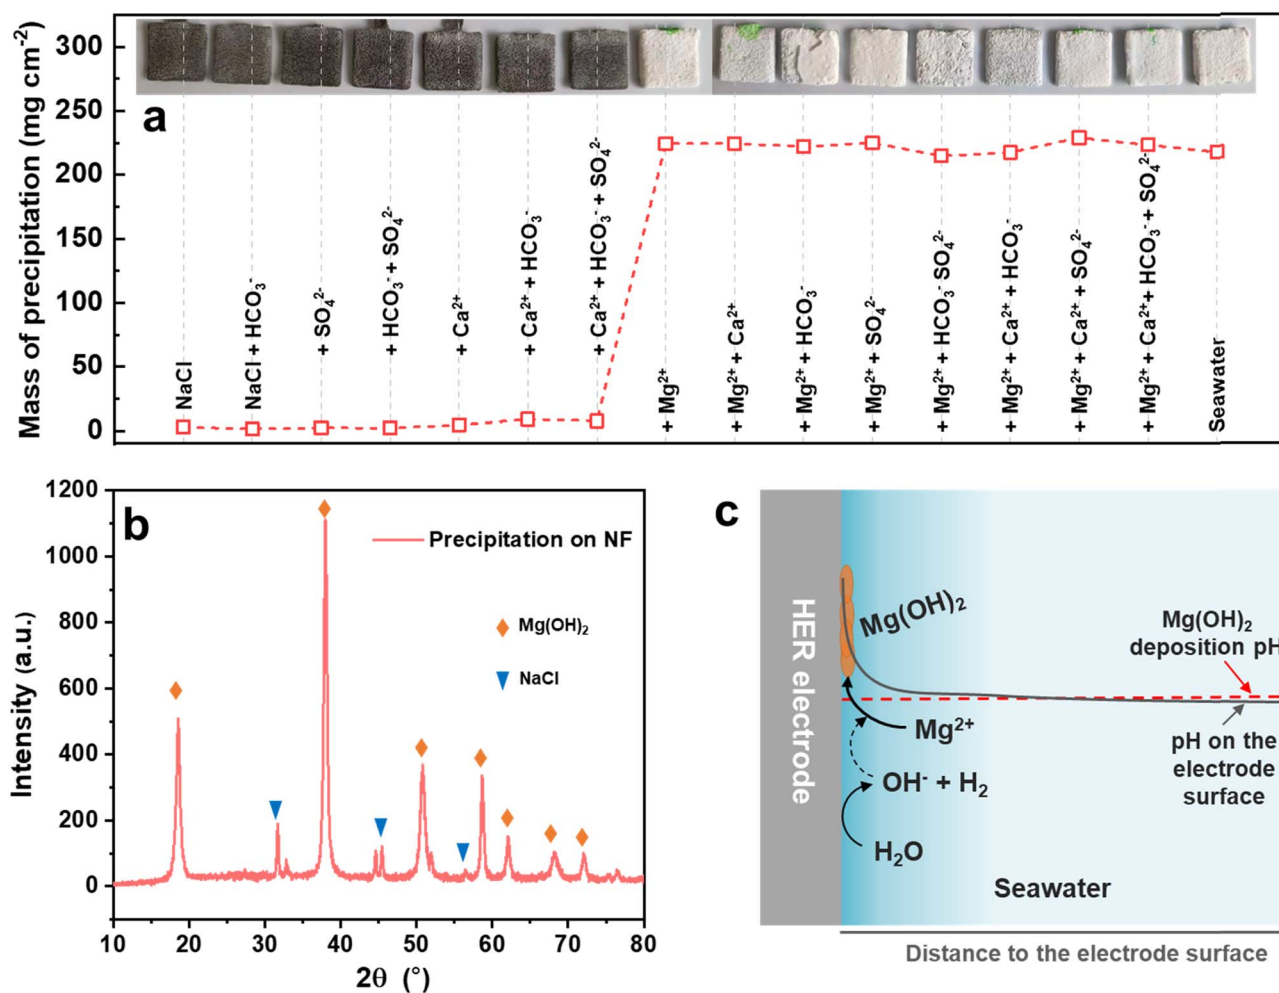 a
Mass of precipitation (mg cm⁻²)
300
250
200
150
100
50
0
NaCl
NaCl + HCO₃⁻
+ SO₄²⁻
+ HCO₃⁻ + SO₄²⁻
+ Ca²⁺
+ Ca²⁺ + HCO₃⁻
+ Ca²⁺ + HCO₃⁻ + SO₄²⁻
+ Mg²⁺
+ Mg²⁺ + Ca²⁺
+ Mg²⁺ + HCO₃⁻
+ Mg²⁺ + SO₄²⁻
+ Mg²⁺ + HCO₃⁻ SO₄²⁻
+ Mg²⁺ + Ca²⁺ + HCO₃⁻
+ Mg²⁺ + Ca²⁺ + SO₄²⁻
+ Mg²⁺ + Ca²⁺+ HCO₃⁻ + SO₄²⁻
Seawater
b
Intensity (a.u.)
1200
1000
800
600
400
200
0
Precipitation on NF
Mg(OH)₂
NaCl
10 20 30 40 50 60 70 80
2θ (°)
c
HER electrode
Mg(OH)₂
Mg(OH)₂
deposition pH
Mg²⁺
pH on the
electrode
surface
OH⁻ + H₂
H₂O
Seawater
Distance to the electrode surface